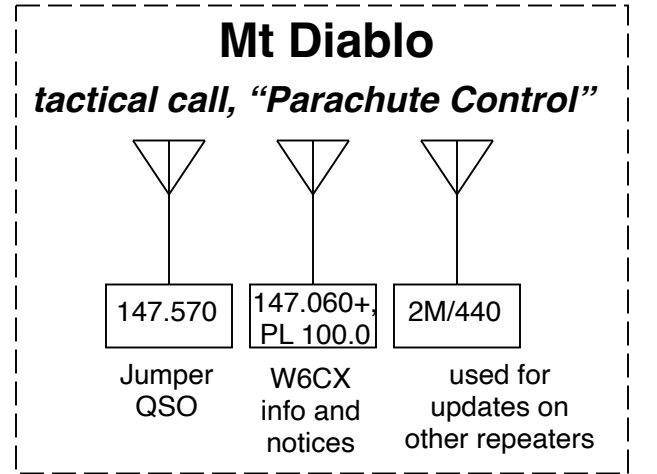 Mt Diablo
tactical call, “Parachute Control”
147.570
147.060+,
PL 100.0
2M/440
Jumper
QSO
W6CX
info and
notices
used for
updates on
other repeaters